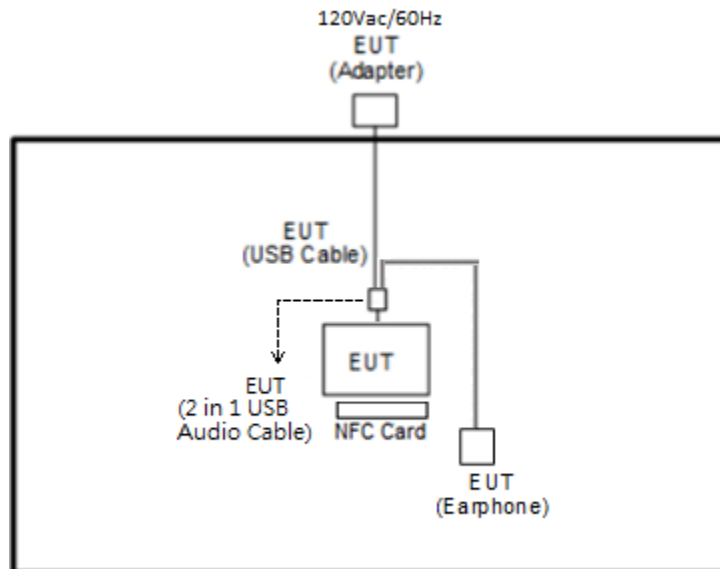 120Vac/60Hz
EUT
(Adapter)
EUT
(USB Cable)
EUT
EUT
(2 in 1 USB
Audio Cable)
NFC Card
EUT
(Earphone)